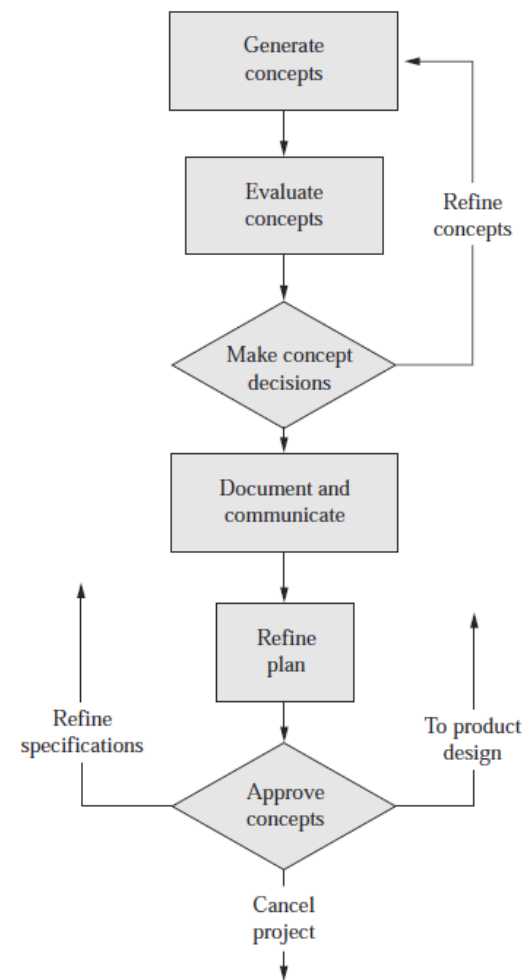 Generate
concepts
Evaluate
concepts
Refine
concepts
Make concept
decisions
Document and
communicate
Refine
plan
Refine
specifications
To product
design
Approve
concepts
Cancel
project